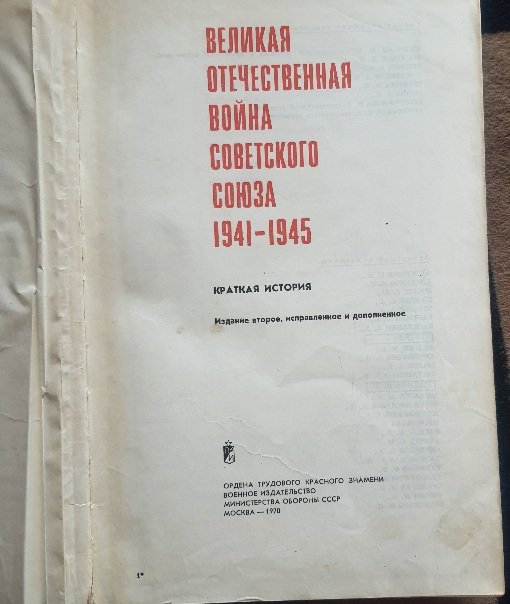 ВЕЛИКАЯ
ОТЕЧЕСТВЕННАЯ
ВОЙНА
СОВЕТСКОГО
СОЮЗА
1941-1945
КРАТКАЯ ИСТОРИЯ
Издание второе, исправленное и дополненное
ОРДЕНА ТРУДОВОГО КРАСНОГО ЗНАМЕНИ
ВОЕННОЕ ИЗДАТЕЛЬСТВО
МИНИСТЕРСТВА ОБОРОНЫ СССР
МОСКВА — 1970
1*